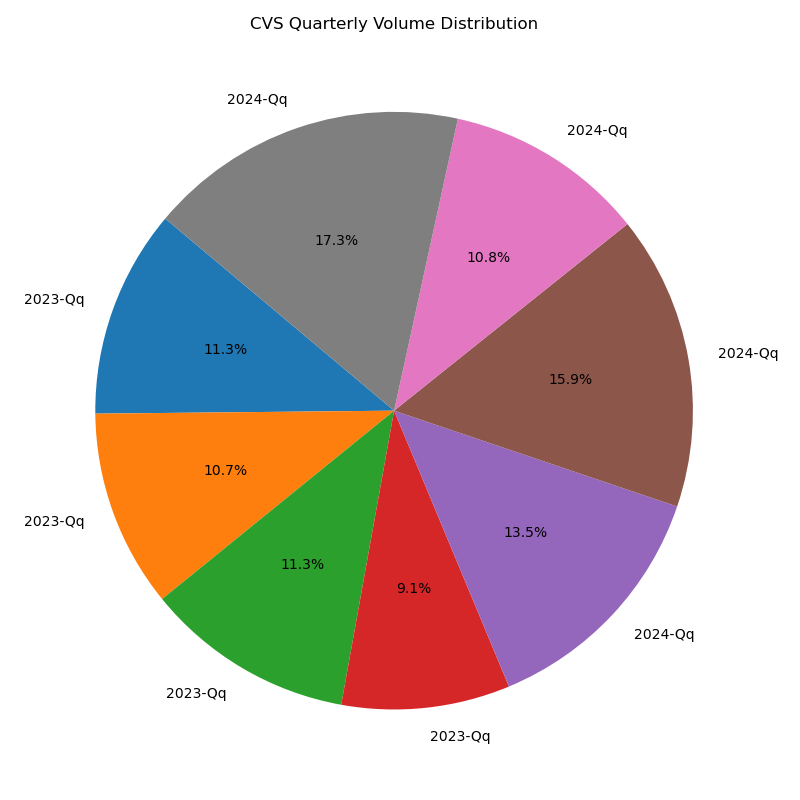 CVS Quarterly Volume Distribution
2024-Qq
2024-Qq
17.3%
10.8%
2023-Qq
11.3%
15.9%
2024-Qq
10.7%
2023-Qq
11.3%
9.1%
13.5%
2024-Qq
2023-Qq
2023-Qq